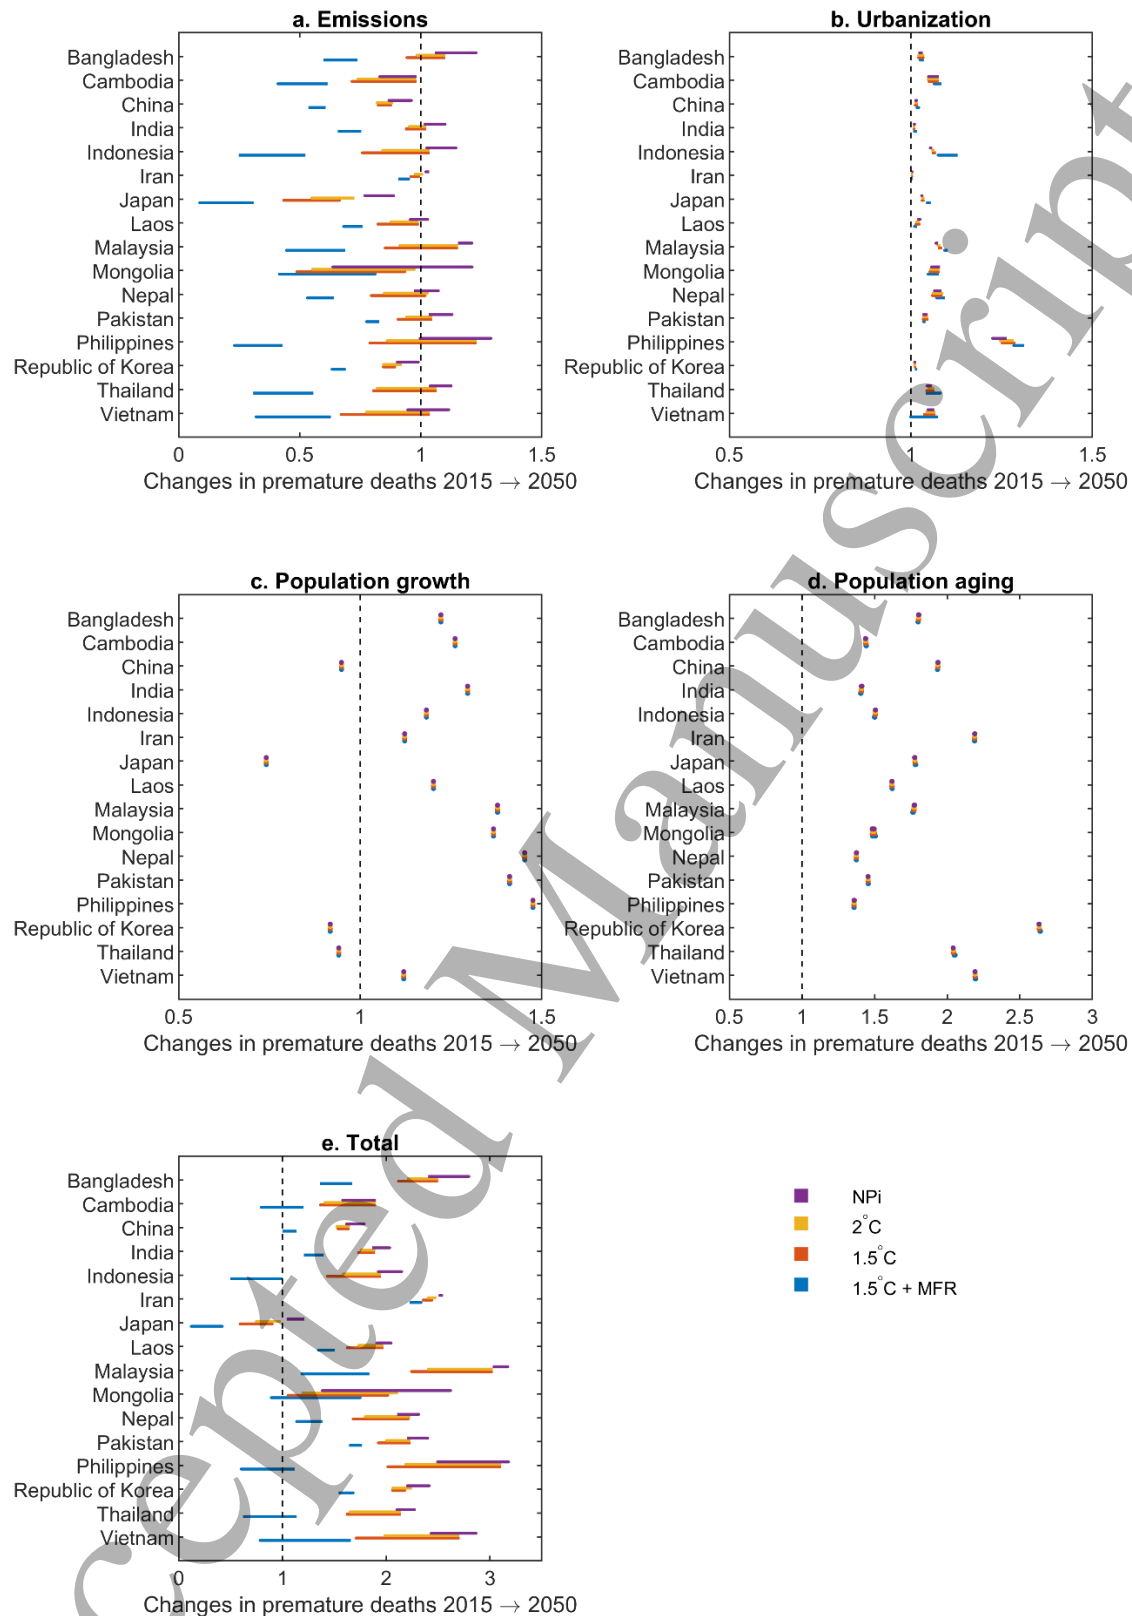 a. Emissions
Bangladesh
Cambodia
China
India
Indonesia
Iran
Japan
Laos
Malaysia
Mongolia
Nepal
Pakistan
Philippines
Republic of Korea
Thailand
Vietnam
0 0.5 1 1.5
Changes in premature deaths 2015 → 2050
b. Urbanization
Bangladesh
Cambodia
China
India
Indonesia
Iran
Japan
Laos
Malaysia
Mongolia
Nepal
Pakistan
Philippines
Republic of Korea
Thailand
Vietnam
0.5 1 1.5
Changes in premature deaths 2015 → 2050
c. Population growth
Bangladesh
Cambodia
China
India
Indonesia
Iran
Japan
Laos
Malaysia
Mongolia
Nepal
Pakistan
Philippines
Republic of Korea
Thailand
Vietnam
0.5 1 1.5
Changes in premature deaths 2015 → 2050
d. Population aging
Bangladesh
Cambodia
China
India
Indonesia
Iran
Japan
Laos
Malaysia
Mongolia
Nepal
Pakistan
Philippines
Republic of Korea
Thailand
Vietnam
0.5 1 1.5 2 2.5 3
Changes in premature deaths 2015 → 2050
e. Total
Bangladesh
Cambodia
China
India
Indonesia
Iran
Japan
Laos
Malaysia
Mongolia
Nepal
Pakistan
Philippines
Republic of Korea
Thailand
Vietnam
0 1 2 3
Changes in premature deaths 2015 → 2050
NPi
2°C
1.5°C
1.5°C + MFR
cepted Manuscript